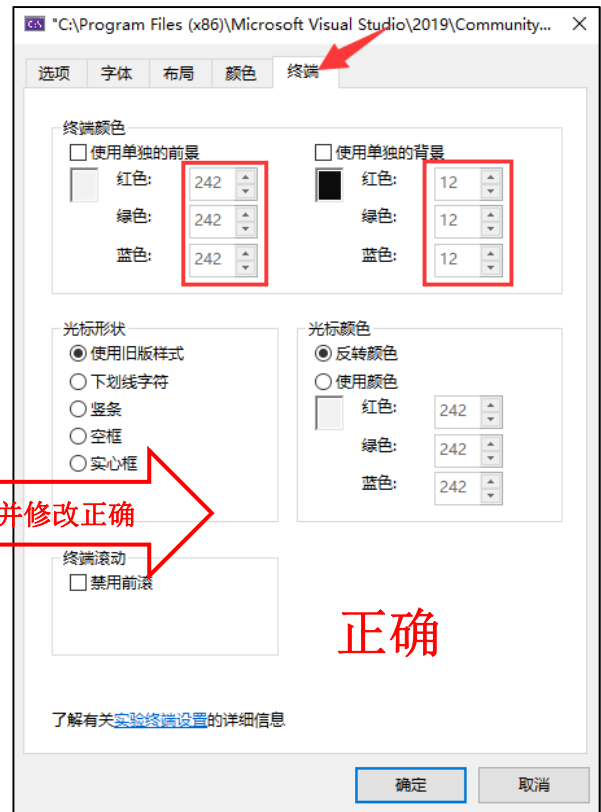 "C:\Program Files (x86)\Microsoft Visual Studio\2019\Community...
选项 字体 布局 颜色 终端
终端颜色
使用单独的前景 使用单独的背景
红色: 242 红色: 12
绿色: 242 绿色: 12
蓝色: 242 蓝色: 12
光标形状 光标颜色
使用旧版样式 反转颜色
下划线字符 使用颜色
竖条 红色: 242
空框 绿色: 242
实心框 蓝色: 242
并修改正确
终端滚动
禁用前滚
正确
了解有关实验终端设置的详细信息
确定 取消